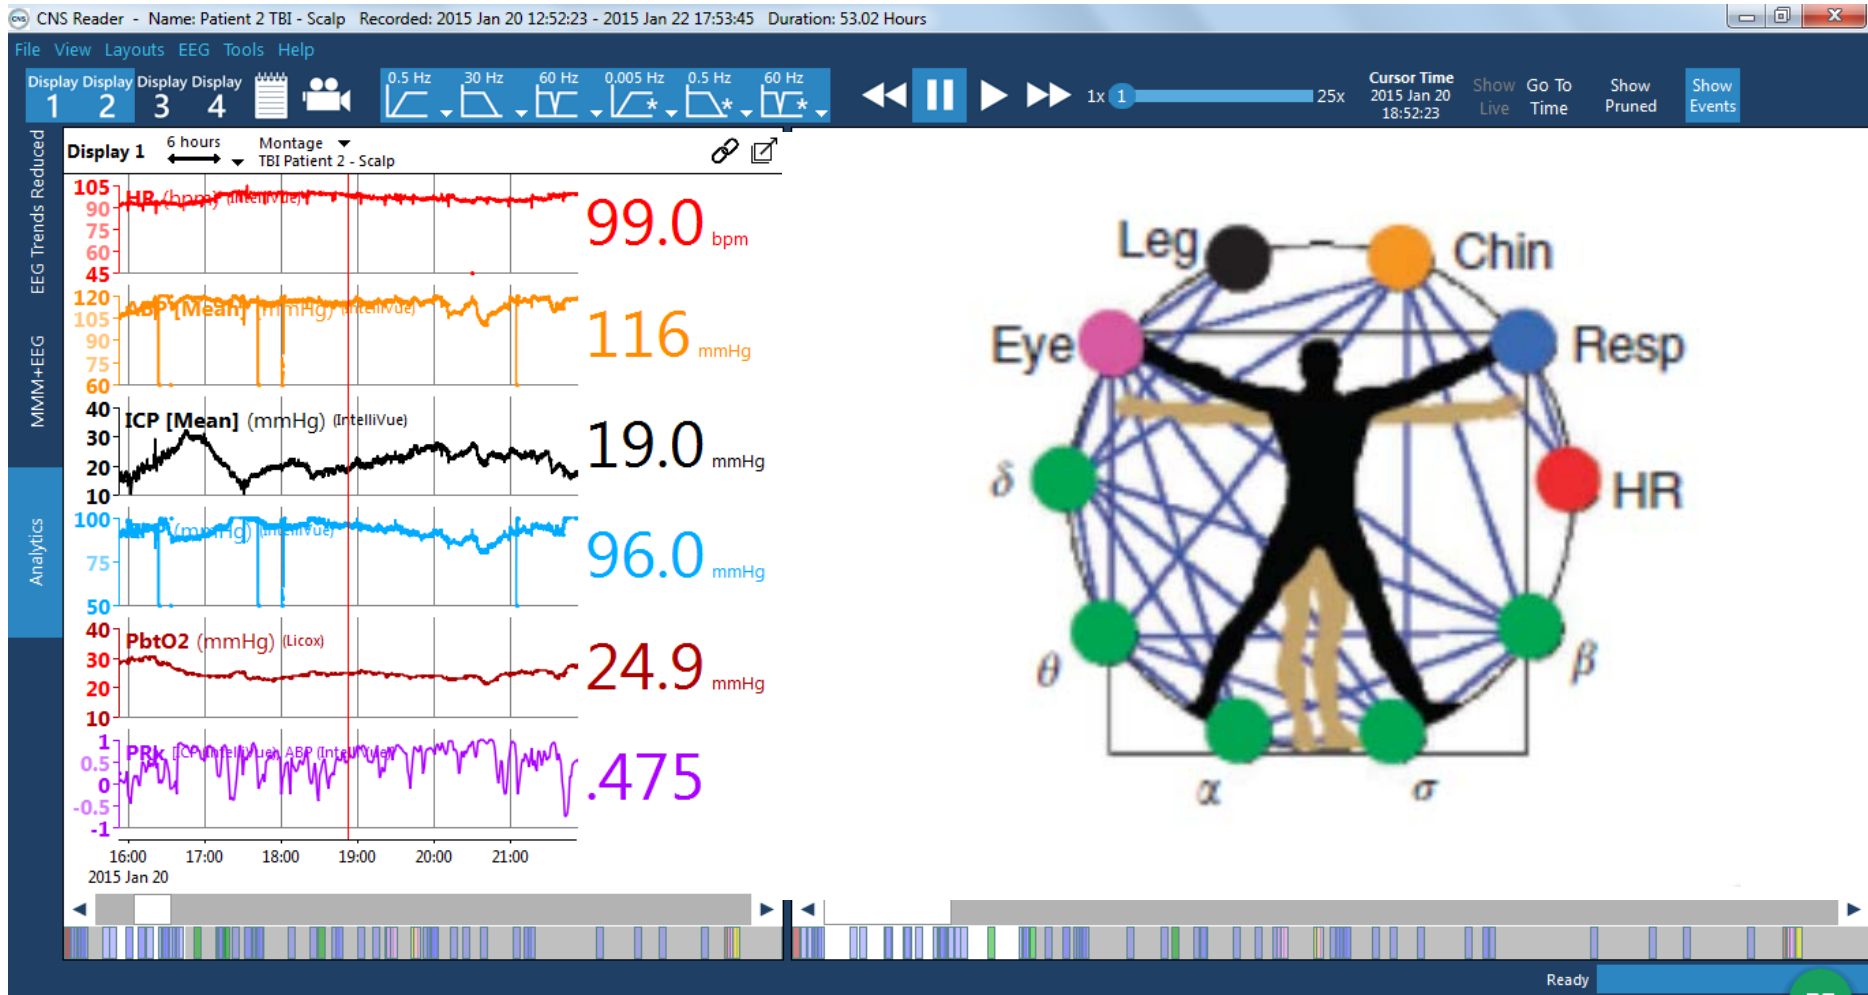 CNS Reader - Name: Patient 2 TBI - Scalp Recorded: 2015 Jan 20 12:52:23 - 2015 Jan 22 17:53:45 Duration: 53.02 Hours
File View Layouts EEG Tools Help
Display 1 Display 2 Display 3 Display 4
0.5 Hz 30 Hz 60 Hz 0.005 Hz 0.5 Hz 60 Hz
* * *
1x 1 25x
Cursor Time
2015 Jan 20
18:52:23
Show Live
Go To Time
Show Pruned
Show Events
EEG Trends Reduced
MMM+EEG
Analytics
Display 1
6 hours
Montage
TBI Patient 2 - Scalp
105
90
75
60
45
HR (bpm) (IntelliVue)
99.0 bpm
120
105
90
75
60
ABP [Mean] (mmHg) (IntelliVue)
116 mmHg
40
30
20
10
ICP [Mean] (mmHg) (IntelliVue)
19.0 mmHg
100
75
50
(mmHg) (IntelliVue)
96.0 mmHg
40
30
20
10
PbtO2 (mmHg) (Licox)
24.9 mmHg
1
0.5
0
-0.5
-1
PRx [ICP (IntelliVue), ABP (IntelliVue)]
.475
16:00 17:00 18:00 19:00 20:00 21:00
2015 Jan 20
Leg
Chin
Eye
Resp
δ
HR
θ
β
α
σ
Ready